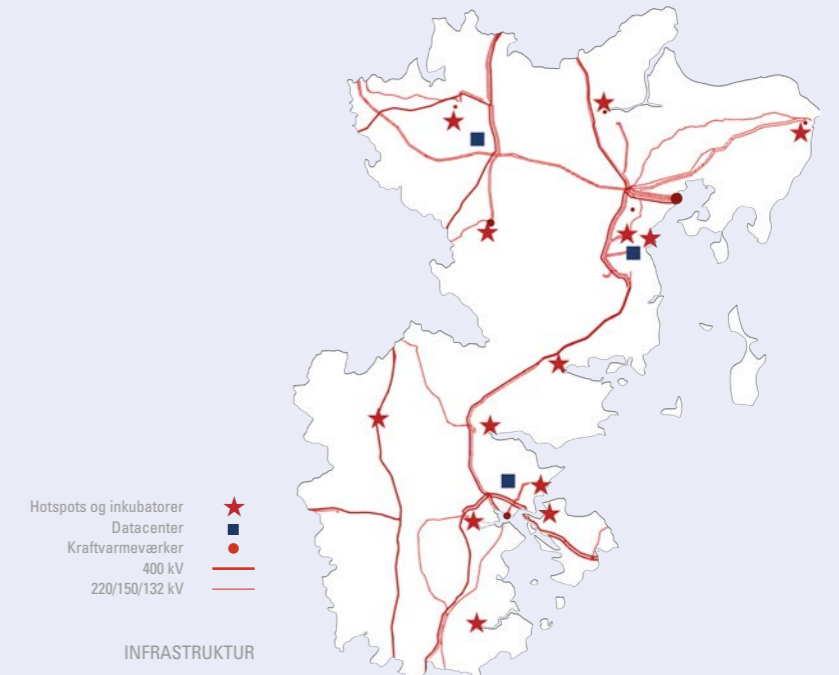 Hotspots og inkubatorer
Datacenter
Kraftvarmeværker
400 kV
220/150/132 kV
INFRASTRUKTUR